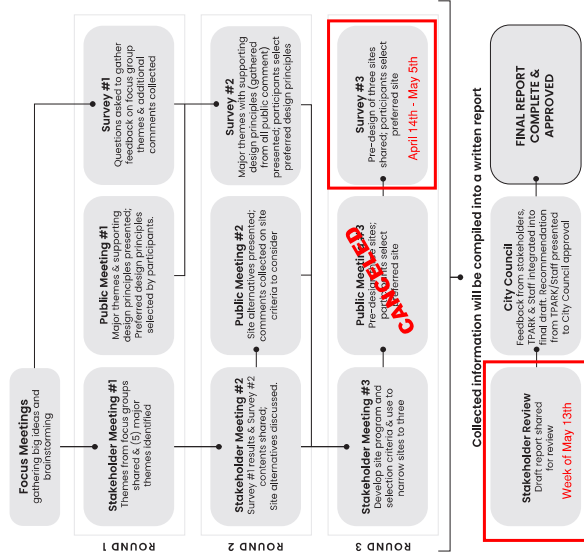 Focus Meetings
gathering big ideas and
brainstorming
ROUND 1
Stakeholder Meeting #1
Themes from focus groups
shared & (5) major
themes identified
Public Meeting #1
Major themes & supporting
design principles presented;
Preferred design principles
selected by participants.
Survey #1
Questions asked to gather
feedback on focus group
themes & additional
comments collected
ROUND 2
Stakeholder Meeting #2
Survey #1 results & Survey #2
contents shared;
Site alternatives discussed.
Public Meeting #2
Site alternatives presented;
comments collected on site
criteria to consider
Survey #2
Major themes with supporting
design principles (gathered
from all public comment)
presented; participants select
preferred design principles
ROUND 3
Stakeholder Meeting #3
Develop site program and
selection criteria & use to
narrow sites to three
Public Meeting #3
Pre-design sites;
select
site
CANCELED
Survey #3
Pre-design of three sites
shared; participants select
preferred site
April 14th - May 5th
Collected information will be compiled into a written report
Stakeholder Review
Draft report shared
for review
Week of May 13th
City Council
Feedback from stakeholders,
TPARK & Staff integrated into
final draft. Recommendation
from TPARK/Staff presented
to City Council approval
FINAL REPORT
COMPLETE &
APPROVED